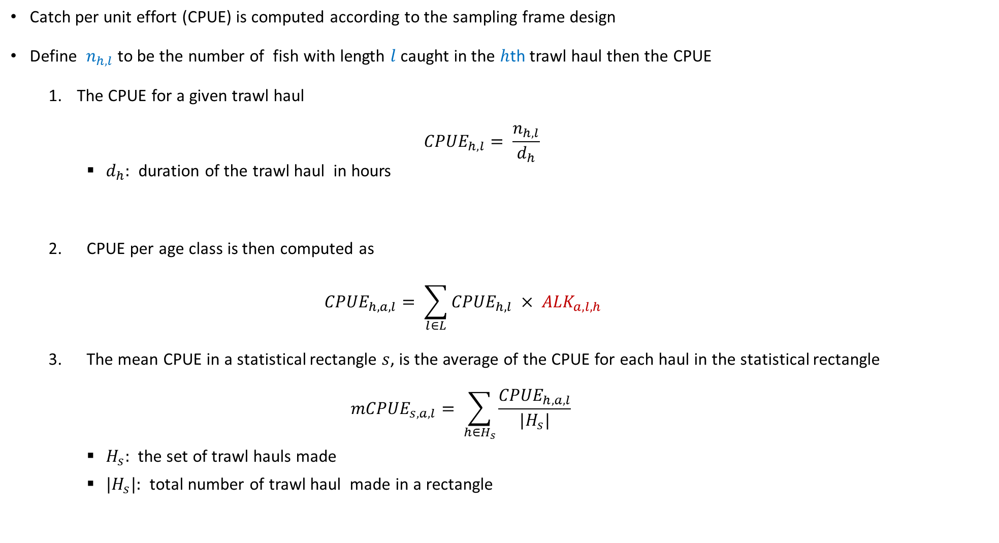 • Catch per unit effort (CPUE) is computed according to the sampling frame design
• Define n_{h,l} to be the number of fish with length l caught in the hth trawl haul then the CPUE
1. The CPUE for a given trawl haul
CPUE_{h,l} = \frac{n_{h,l}}{d_h}
▪ d_h: duration of the trawl haul in hours
2. CPUE per age class is then computed as
CPUE_{h,a,l} = \sum_{l∈L} CPUE_{h,l} × ALK_{a,l,h}
3. The mean CPUE in a statistical rectangle s, is the average of the CPUE for each haul in the statistical rectangle
mCPUE_{s,a,l} = \sum_{h∈H_s} \frac{CPUE_{h,a,l}}{|H_s|}
▪ H_s: the set of trawl hauls made
▪ |H_s|: total number of trawl haul made in a rectangle